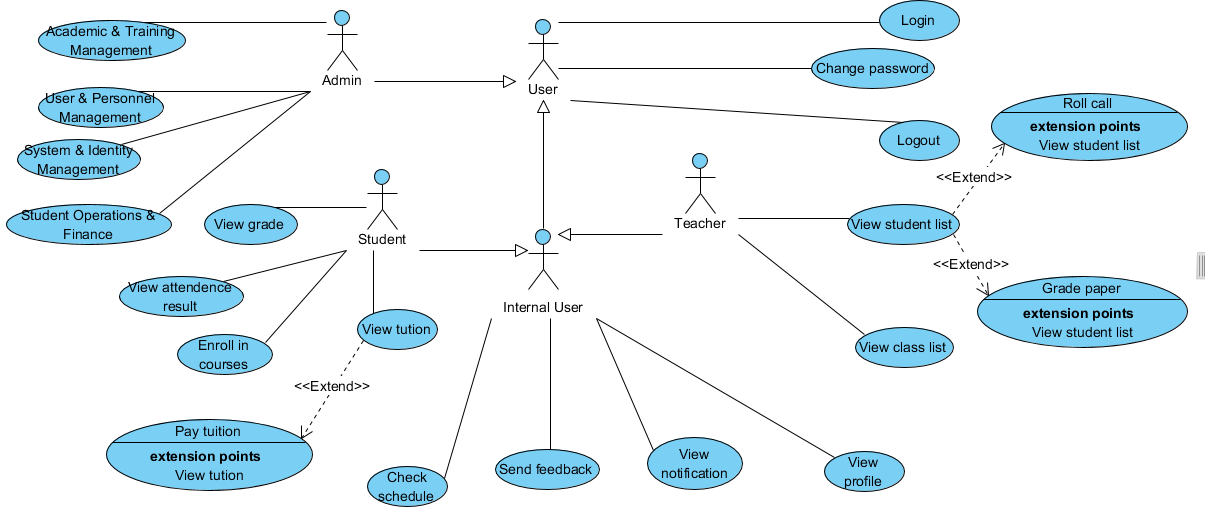 Academic & Training
Management
Admin
User
Login
Change password
Logout
User & Personnel
Management
System & Identity
Management
Student Operations &
Finance
View grade
Student
Teacher
Internal User
View attendence
result
Enroll in
courses
View tution
<<Extend>>
Pay tuition
extension points
View tution
Check
schedule
Send feedback
View
notification
View
profile
View student list
View class list
<<Extend>>
Roll call
extension points
View student list
<<Extend>>
Grade paper
extension points
View student list